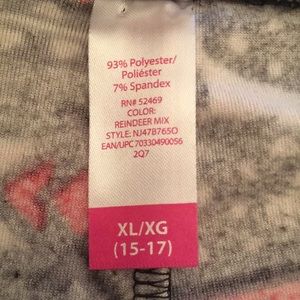 93% Polyester/
Poliéster
7% Spandex
RN# 52469
COLOR:
REINDEER MIX
STYLE: NJ47B765O
EAN/UPC 70330490056
2Q7
XL/XG
(15-17)